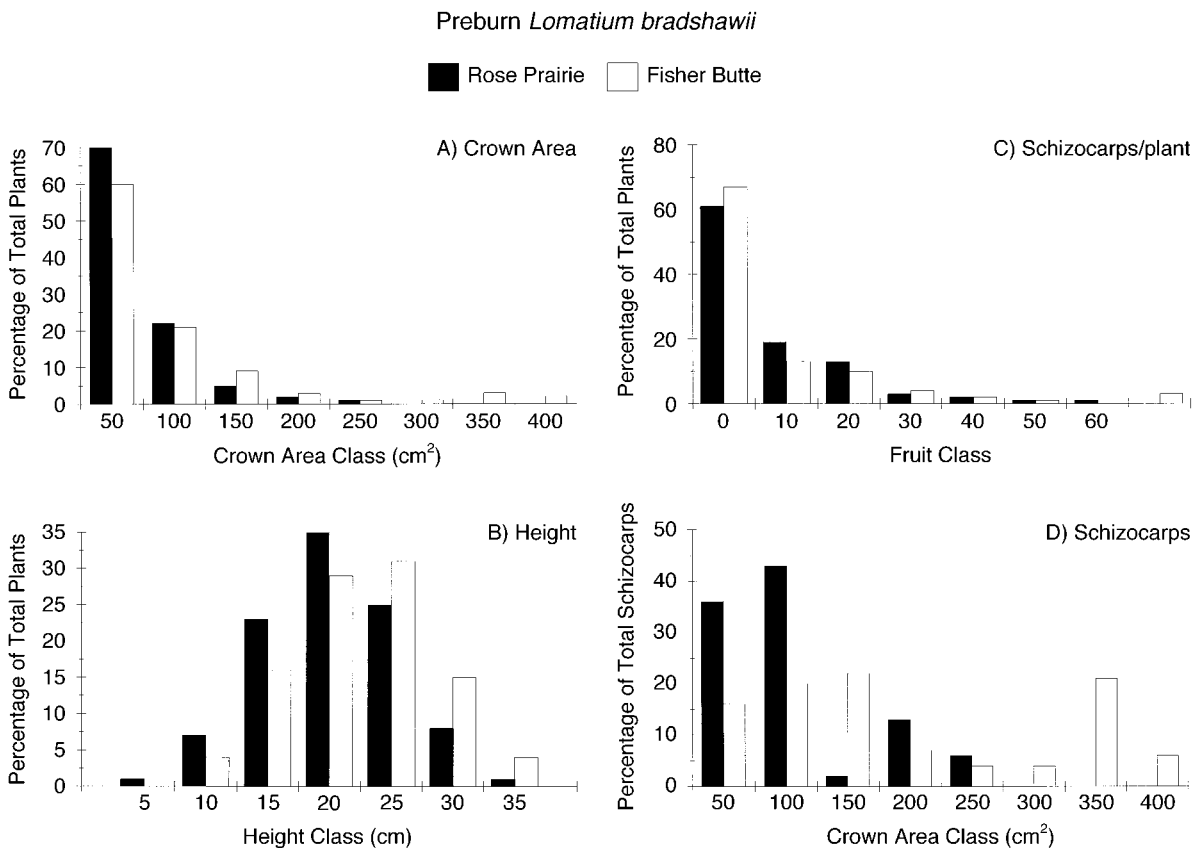 Preburn Lomatium bradshawii
Rose Prairie Fisher Butte
A) Crown Area
Percentage of Total Plants
70
60
50
40
30
20
10
0
50 100 150 200 250 300 350 400
Crown Area Class (cm²)
C) Schizocarps/plant
Percentage of Total Plants
80
60
40
20
0
0 10 20 30 40 50 60
Fruit Class
B) Height
Percentage of Total Plants
35
30
25
20
15
10
5
0
5 10 15 20 25 30 35
Height Class (cm)
D) Schizocarps
Percentage of Total Schizocarps
50
40
30
20
10
0
50 100 150 200 250 300 350 400
Crown Area Class (cm²)